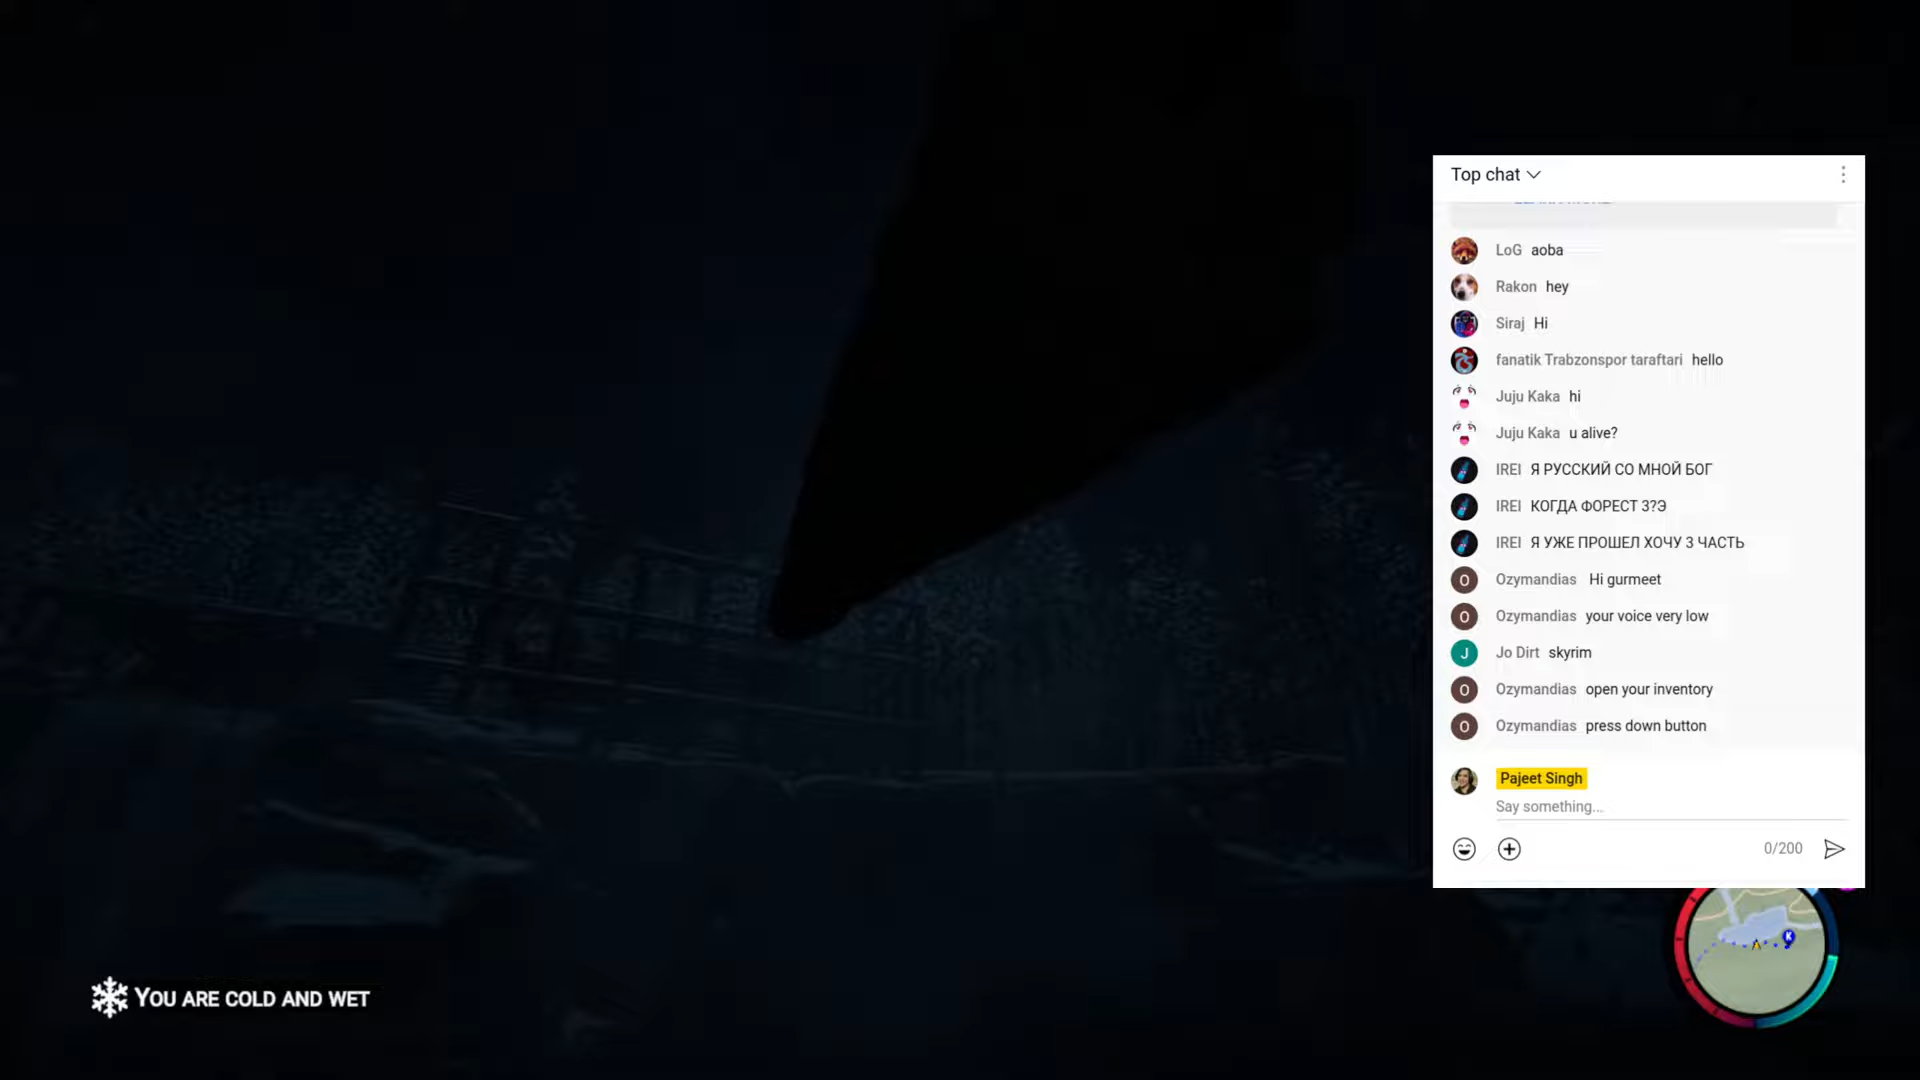 Top chat
LoG aoba
Rakon hey
Siraj Hi
fanatik Trabzonspor taraftari hello
Juju Kaka hi
Juju Kaka u alive?
IREI Я РУССКИЙ СО МНОЙ БОГ
IREI КОГДА ФОРЕСТ 3?Э
IREI Я УЖЕ ПРОШЕЛ ХОЧУ 3 ЧАСТЬ
O Ozymandias Hi gurmeet
O Ozymandias your voice very low
J Jo Dirt skyrim
O Ozymandias open your inventory
O Ozymandias press down button
Pajeet Singh
Say something...
0/200
K
YOU ARE COLD AND WET